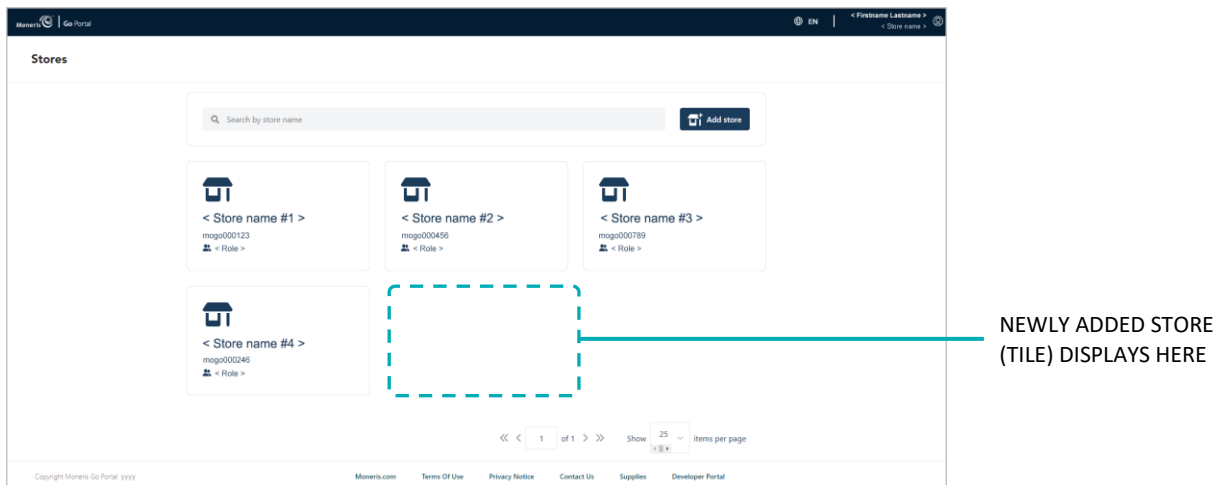 Moneris Go Portal
EN
< Firstname Lastname >
< Store name >
Stores
Search by store name
Add store
< Store name #1 >
mogo000123
< Role >
< Store name #2 >
mogo000456
< Role >
< Store name #3 >
mogo000789
< Role >
< Store name #4 >
mogo000246
< Role >
NEWLY ADDED STORE
(TILE) DISPLAYS HERE
1 of 1 Show 25 items per page
Copyright Moneris Go Portal yyyy Moneris.com Terms Of Use Privacy Notice Contact Us Supplies Developer Portal